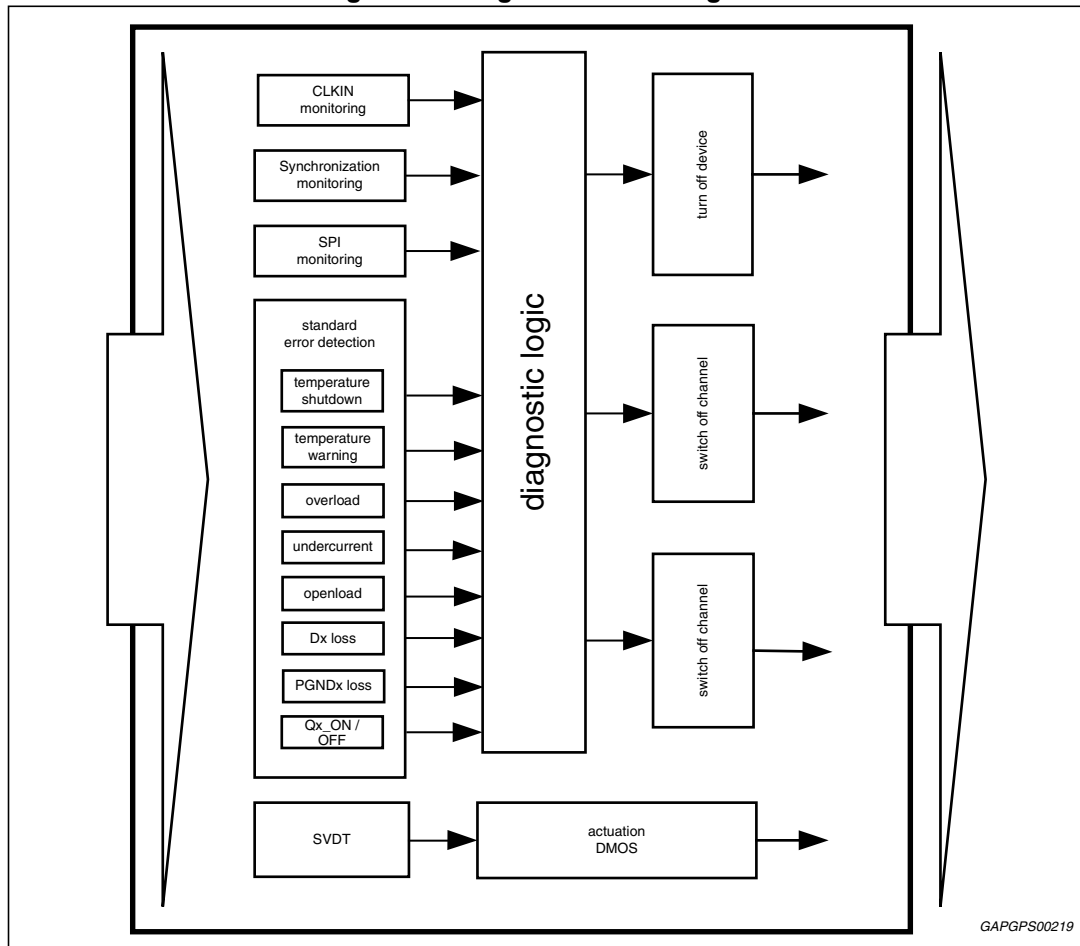 CLKIN
monitoring
Synchronization
monitoring
SPI
monitoring
standard
error detection
temperature
shutdown
temperature
warning
overload
undercurrent
openload
Dx loss
PGNDx loss
Qx_ON /
OFF
SVDT
diagnostic logic
actuation
DMOS
turn off device
switch off channel
switch off channel
GAPGPS00219